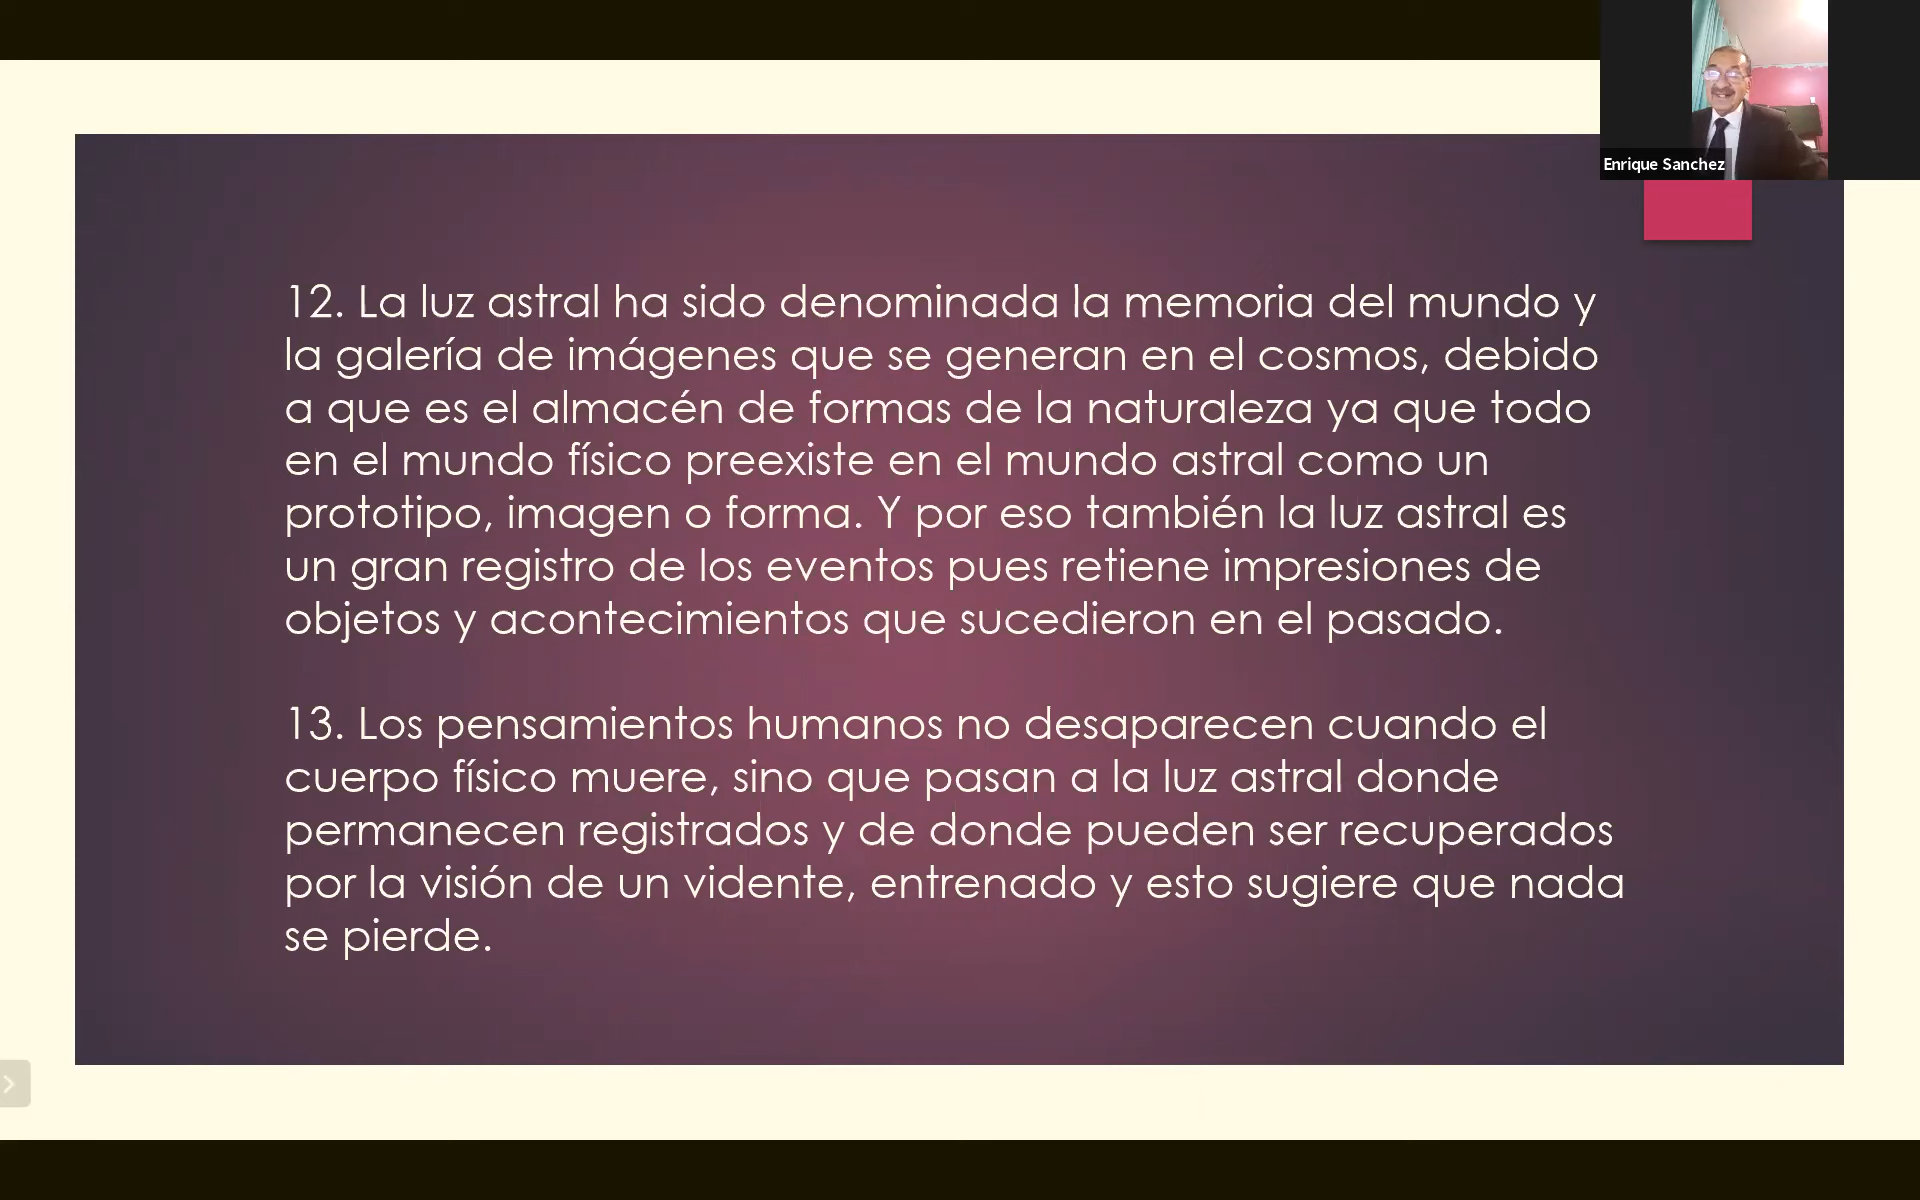 Enrique Sanchez
12. La luz astral ha sido denominada la memoria del mundo y
la galería de imágenes que se generan en el cosmos, debido
a que es el almacén de formas de la naturaleza ya que todo
en el mundo físico preexiste en el mundo astral como un
prototipo, imagen o forma. Y por eso también la luz astral es
un gran registro de los eventos pues retiene impresiones de
objetos y acontecimientos que sucedieron en el pasado.
13. Los pensamientos humanos no desaparecen cuando el
cuerpo físico muere, sino que pasan a la luz astral donde
permanecen registrados y de donde pueden ser recuperados
por la visión de un vidente, entrenado y esto sugiere que nada
se pierde.